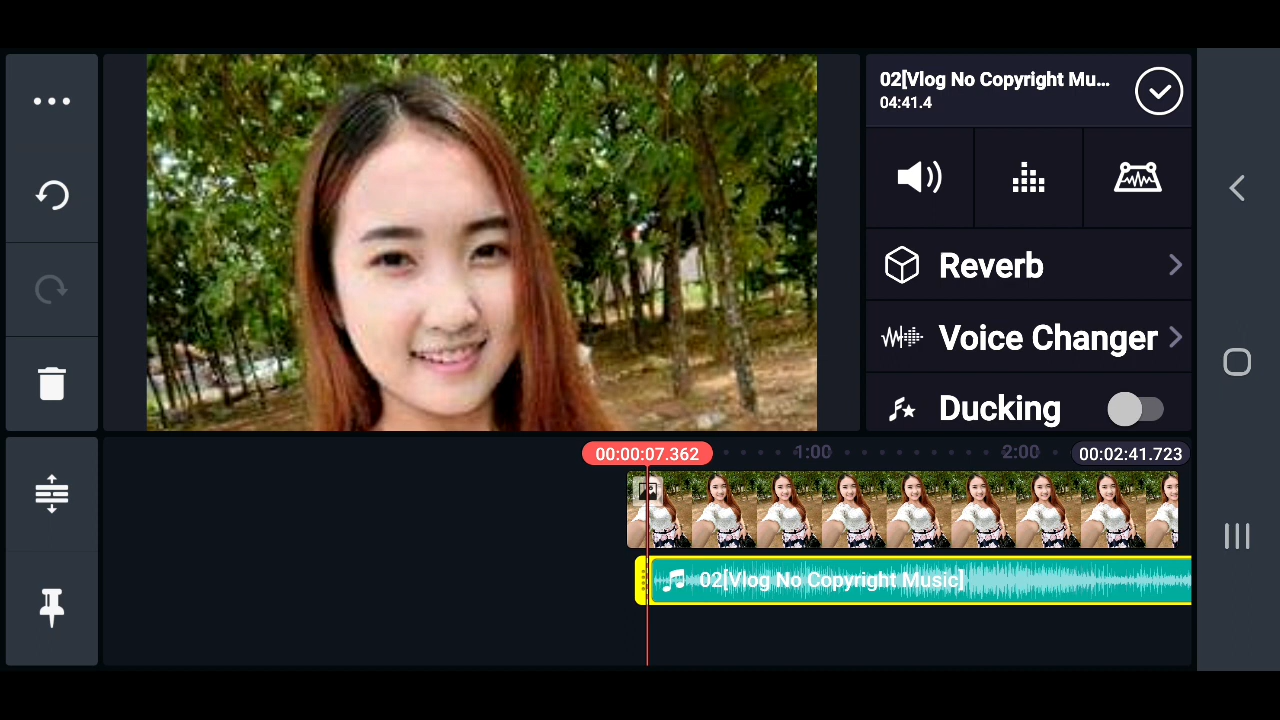 02[Vlog No Copyright Mu...
04:41.4
Reverb
Voice Changer
Ducking
00:00:07.362
1:00
2:00
00:02:41.723
02[Vlog No Copyright Music]